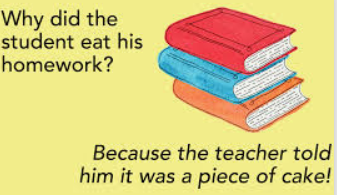 Why did the
student eat his
homework?
Because the teacher told
him it was a piece of cake!